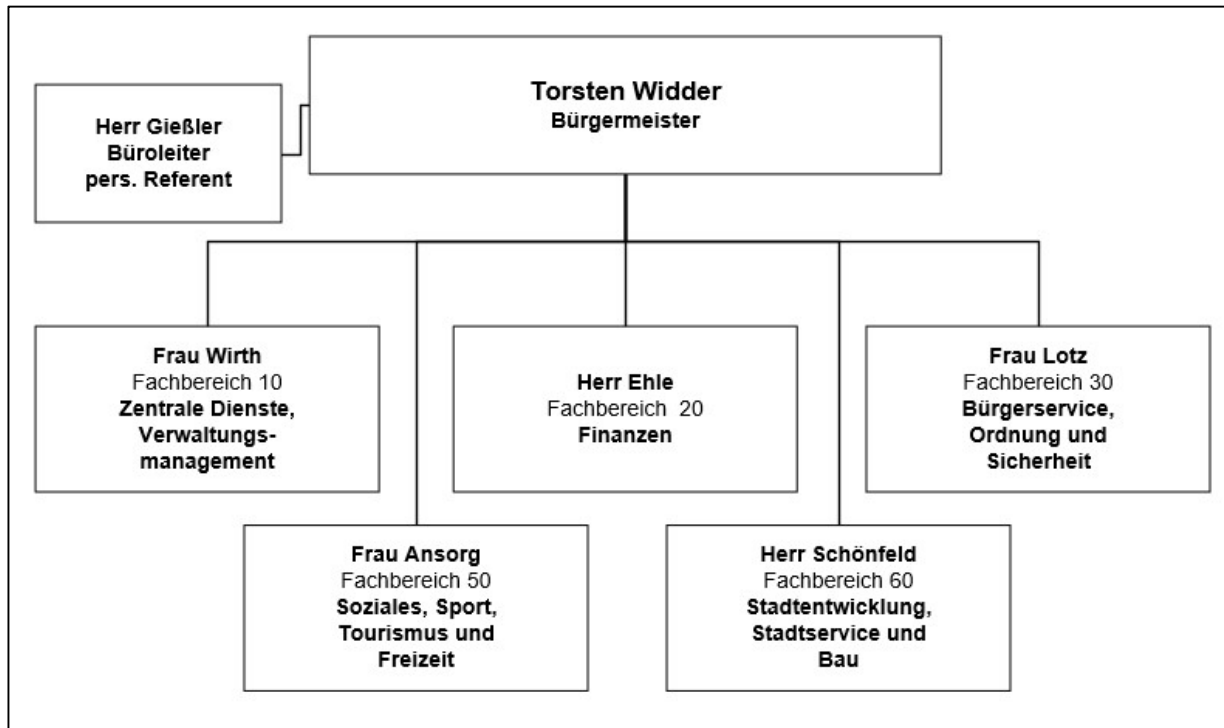 Torsten Widder
Bürgermeister
Herr Gießler
Büroleiter
pers. Referent
Frau Wirth
Fachbereich 10
Zentrale Dienste,
Verwaltungs-
management
Herr Ehle
Fachbereich 20
Finanzen
Frau Lotz
Fachbereich 30
Bürgerservice,
Ordnung und
Sicherheit
Frau Ansorg
Fachbereich 50
Soziales, Sport,
Tourismus und
Freizeit
Herr Schönfeld
Fachbereich 60
Stadtentwicklung,
Stadtservice und
Bau